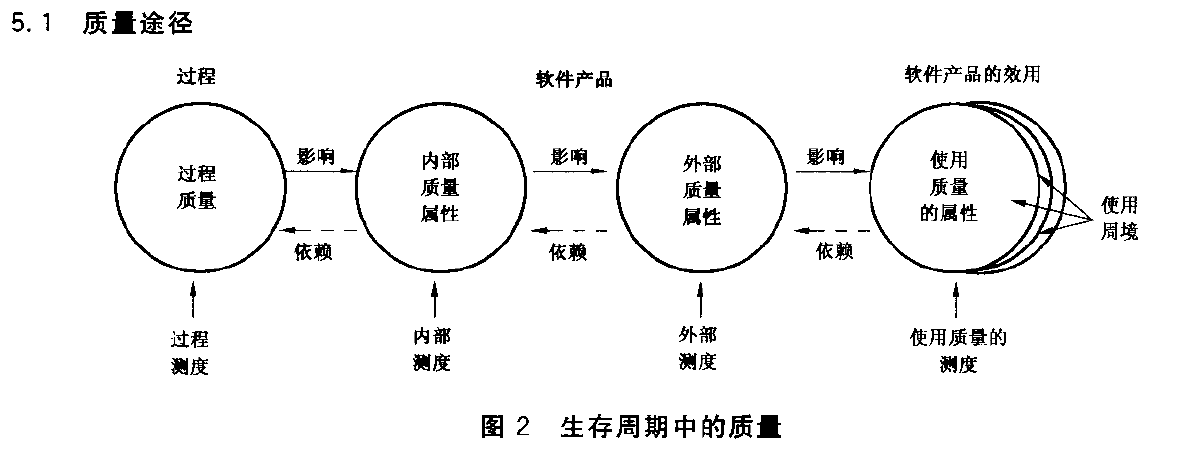 5.1 质量途径
过程
软件产品
软件产品的效用
过程
质量
影响
依赖
内部
质量
属性
影响
依赖
外部
质量
属性
影响
依赖
使用
质量
的属性
使用
周境
过程
测度
内部
测度
外部
测度
使用质量的
测度
图 2 生存周期中的质量